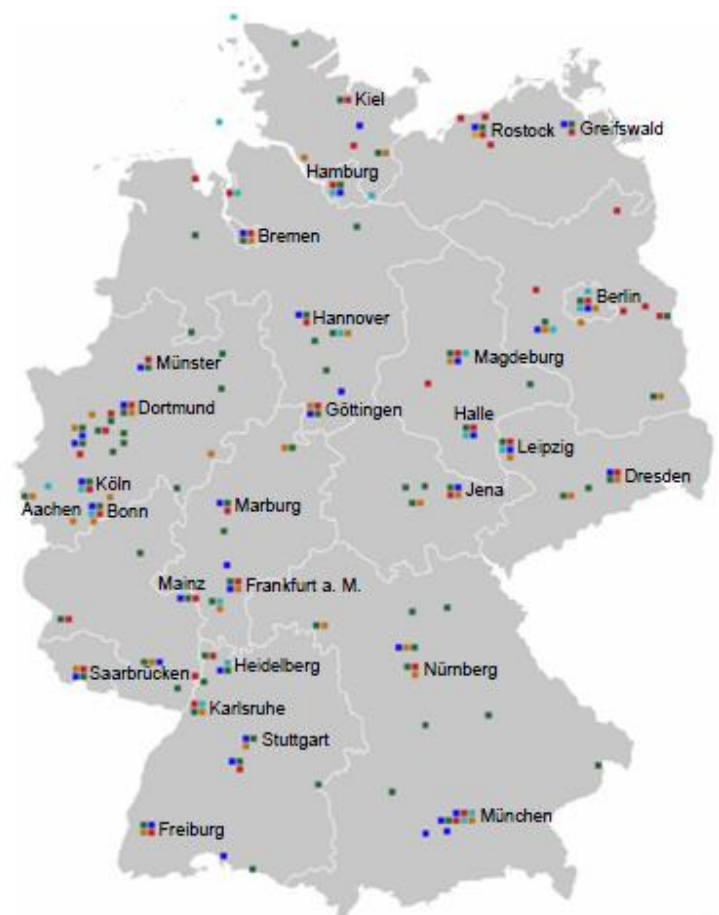 Kiel
Rostock
Greifswald
Hamburg
Bremen
Berlin
Hannover
Magdeburg
Münster
Dortmund
Göttingen
Halle
Leipzig
Dresden
Köln
Jena
Aachen
Bonn
Marburg
Mainz
Frankfurt a. M.
Saarbrücken
Heidelberg
Nürnberg
Karlsruhe
Stuttgart
München
Freiburg